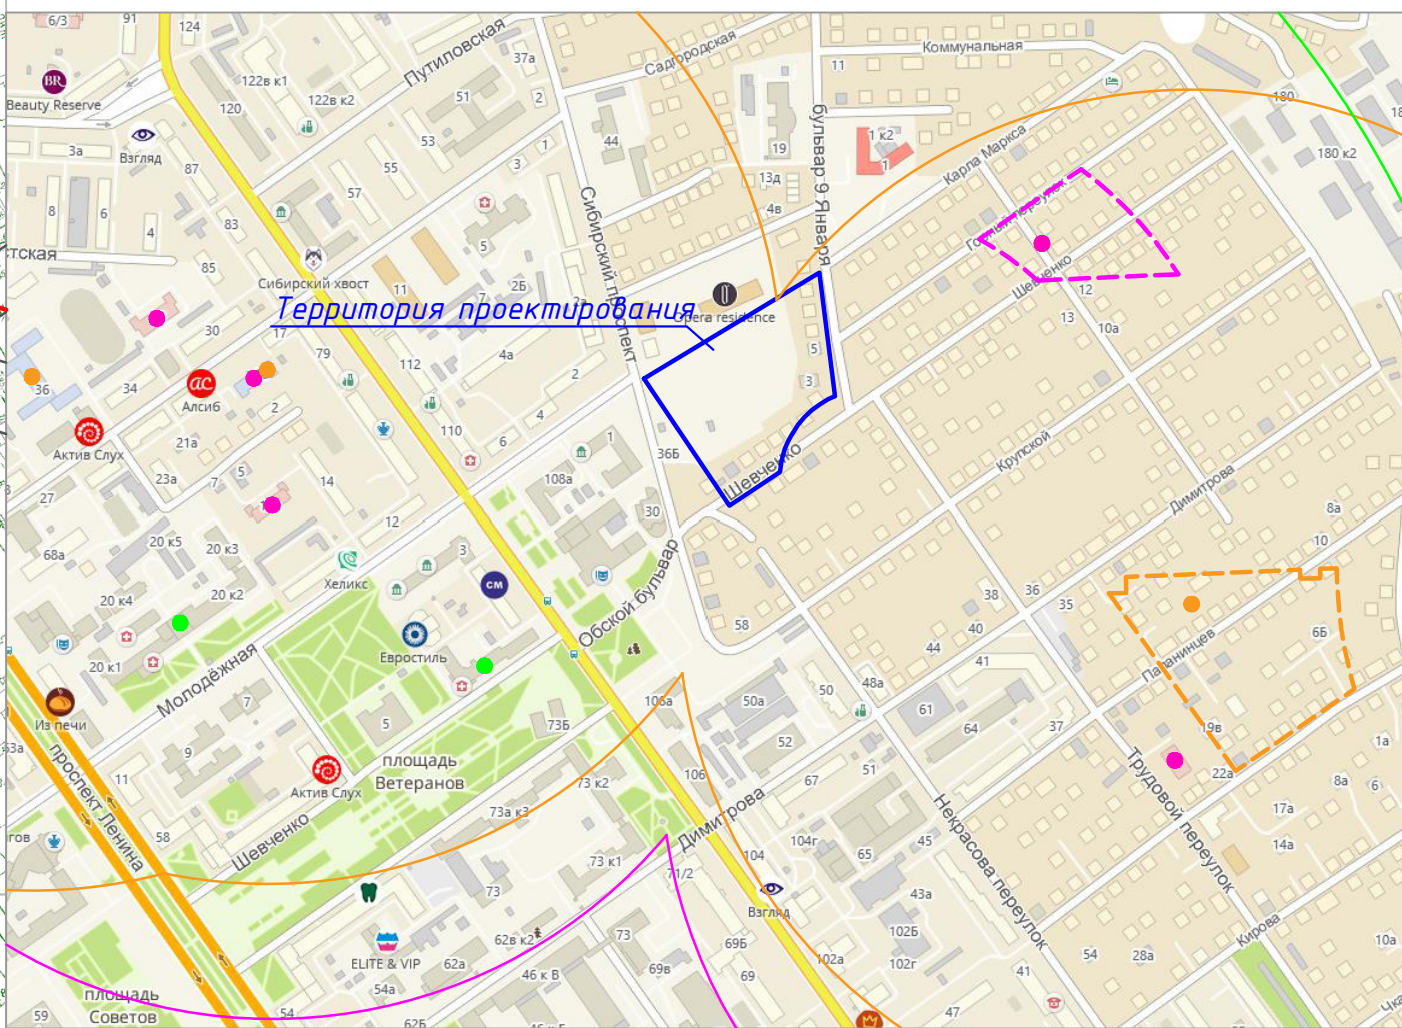 6/3
91
124
Путиловская
37а
Садгородская
Коммунальная
11
122в к1
122в к2
120
51
2
Beauty Reserve
BR
180
180 к2
бульвар 9 Января
1 к2
1
44
19
13д
4в
Карла Маркса
53
1
3
55
57
87
3а
Взгляд
8
6
4
83
85
5
Сибирский проспект
Горный переулок
Шевченко
12
13
10а
11
2Б
2а
Сибирский хвост
Территория проектирования
Opera residence
30
17
79
112
4а
2
5
3
36
34
ас
Алсиб
2
21а
Актив Слух
110
4
6
1
36Б
Шевченко
Крупской
Димитрова
27
23а
7
5
14
12
108а
30
8а
10
68а
20 к5
20 к3
20 к2
20 к4
20 к1
Хеликс
3
СМ
Обской бульвар
58
38
36
35
40
44
41
6Б
Папанинцев
Евростиль
Молодёжная
Из печи
63а
7
9
5
73Б
106а
50а
50
48а
61
64
37
19в
22а
1а
8а
6
площадь
Ветеранов
Актив Слух
11
58
проспект Ленина
Шевченко
73 к2
73а к3
106
52
67
51
Димитрова
104г
104
65
45
Некрасова переулок
Трудовой переулок
17а
14а
73 к1
71/2
73
Взгляд
43а
102Б
102г
102а
Кирова
10а
62в к2
73
69Б
69в
69
54
28а
41
47
ELITE & VIP
54а
62а
46 к В
62Б
площадь
Советов
59
54